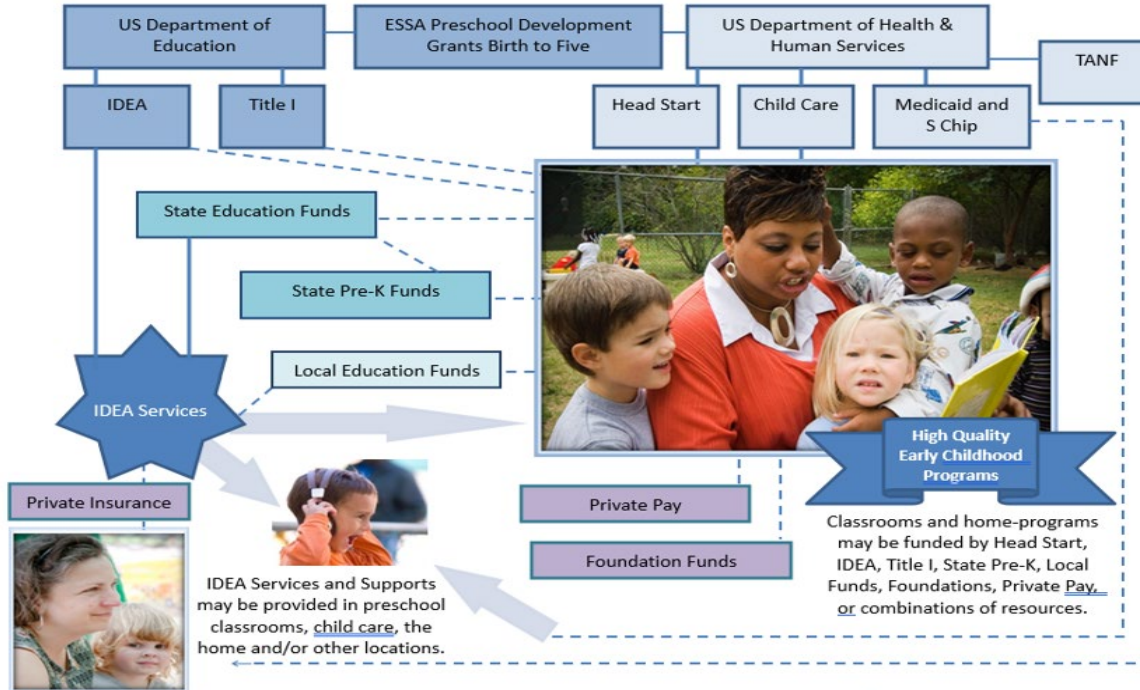 US Department of
Education
ESSA Preschool Development
Grants Birth to Five
US Department of Health &
Human Services
TANF
IDEA
Title I
Head Start
Child Care
Medicaid and
S Chip
State Education Funds
State Pre-K Funds
Local Education Funds
IDEA Services
High Quality
Early Childhood
Programs
Private Insurance
Private Pay
Foundation Funds
Classrooms and home-programs
may be funded by Head Start,
IDEA, Title I, State Pre-K, Local
Funds, Foundations, Private Pay,
or combinations of resources.
IDEA Services and Supports
may be provided in preschool
classrooms, child care, the
home and/or other locations.